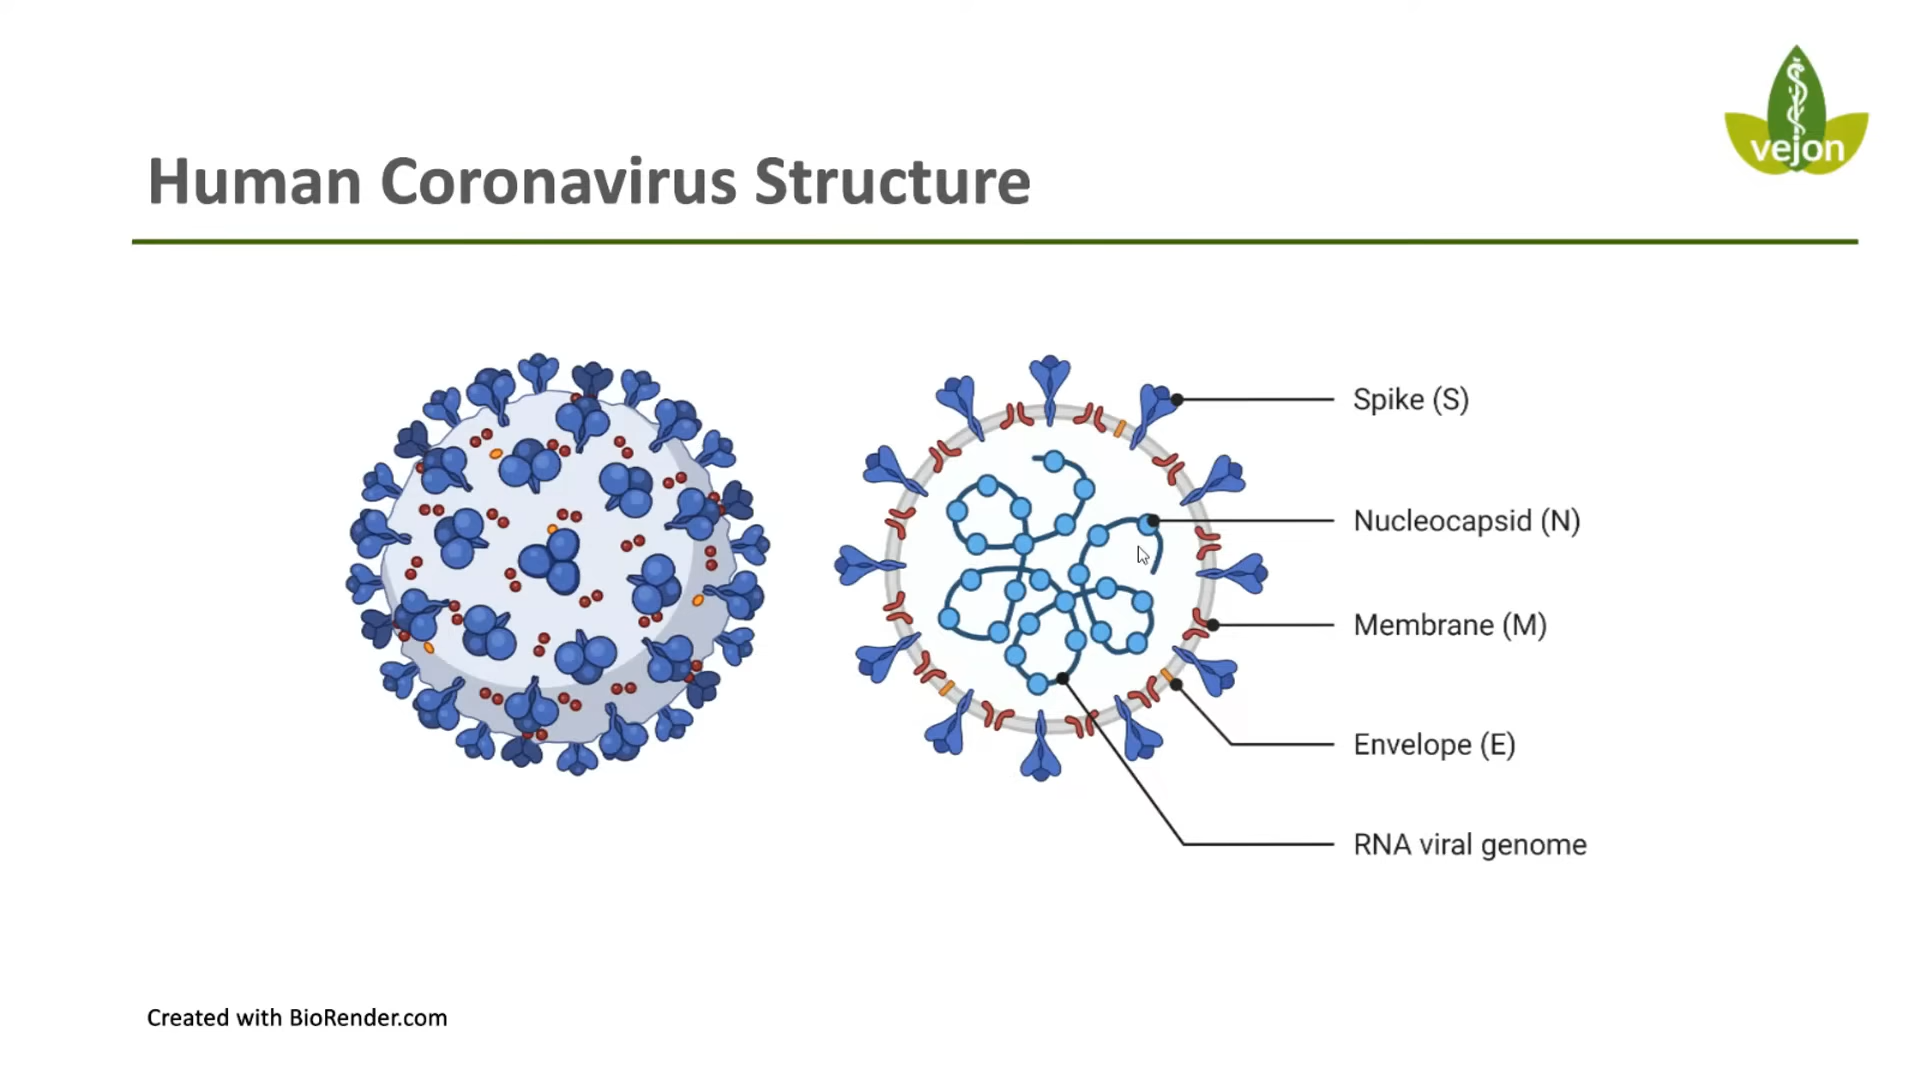 vejon
Human Coronavirus Structure
Spike (S)
Nucleocapsid (N)
Membrane (M)
Envelope (E)
RNA viral genome
Created with BioRender.com